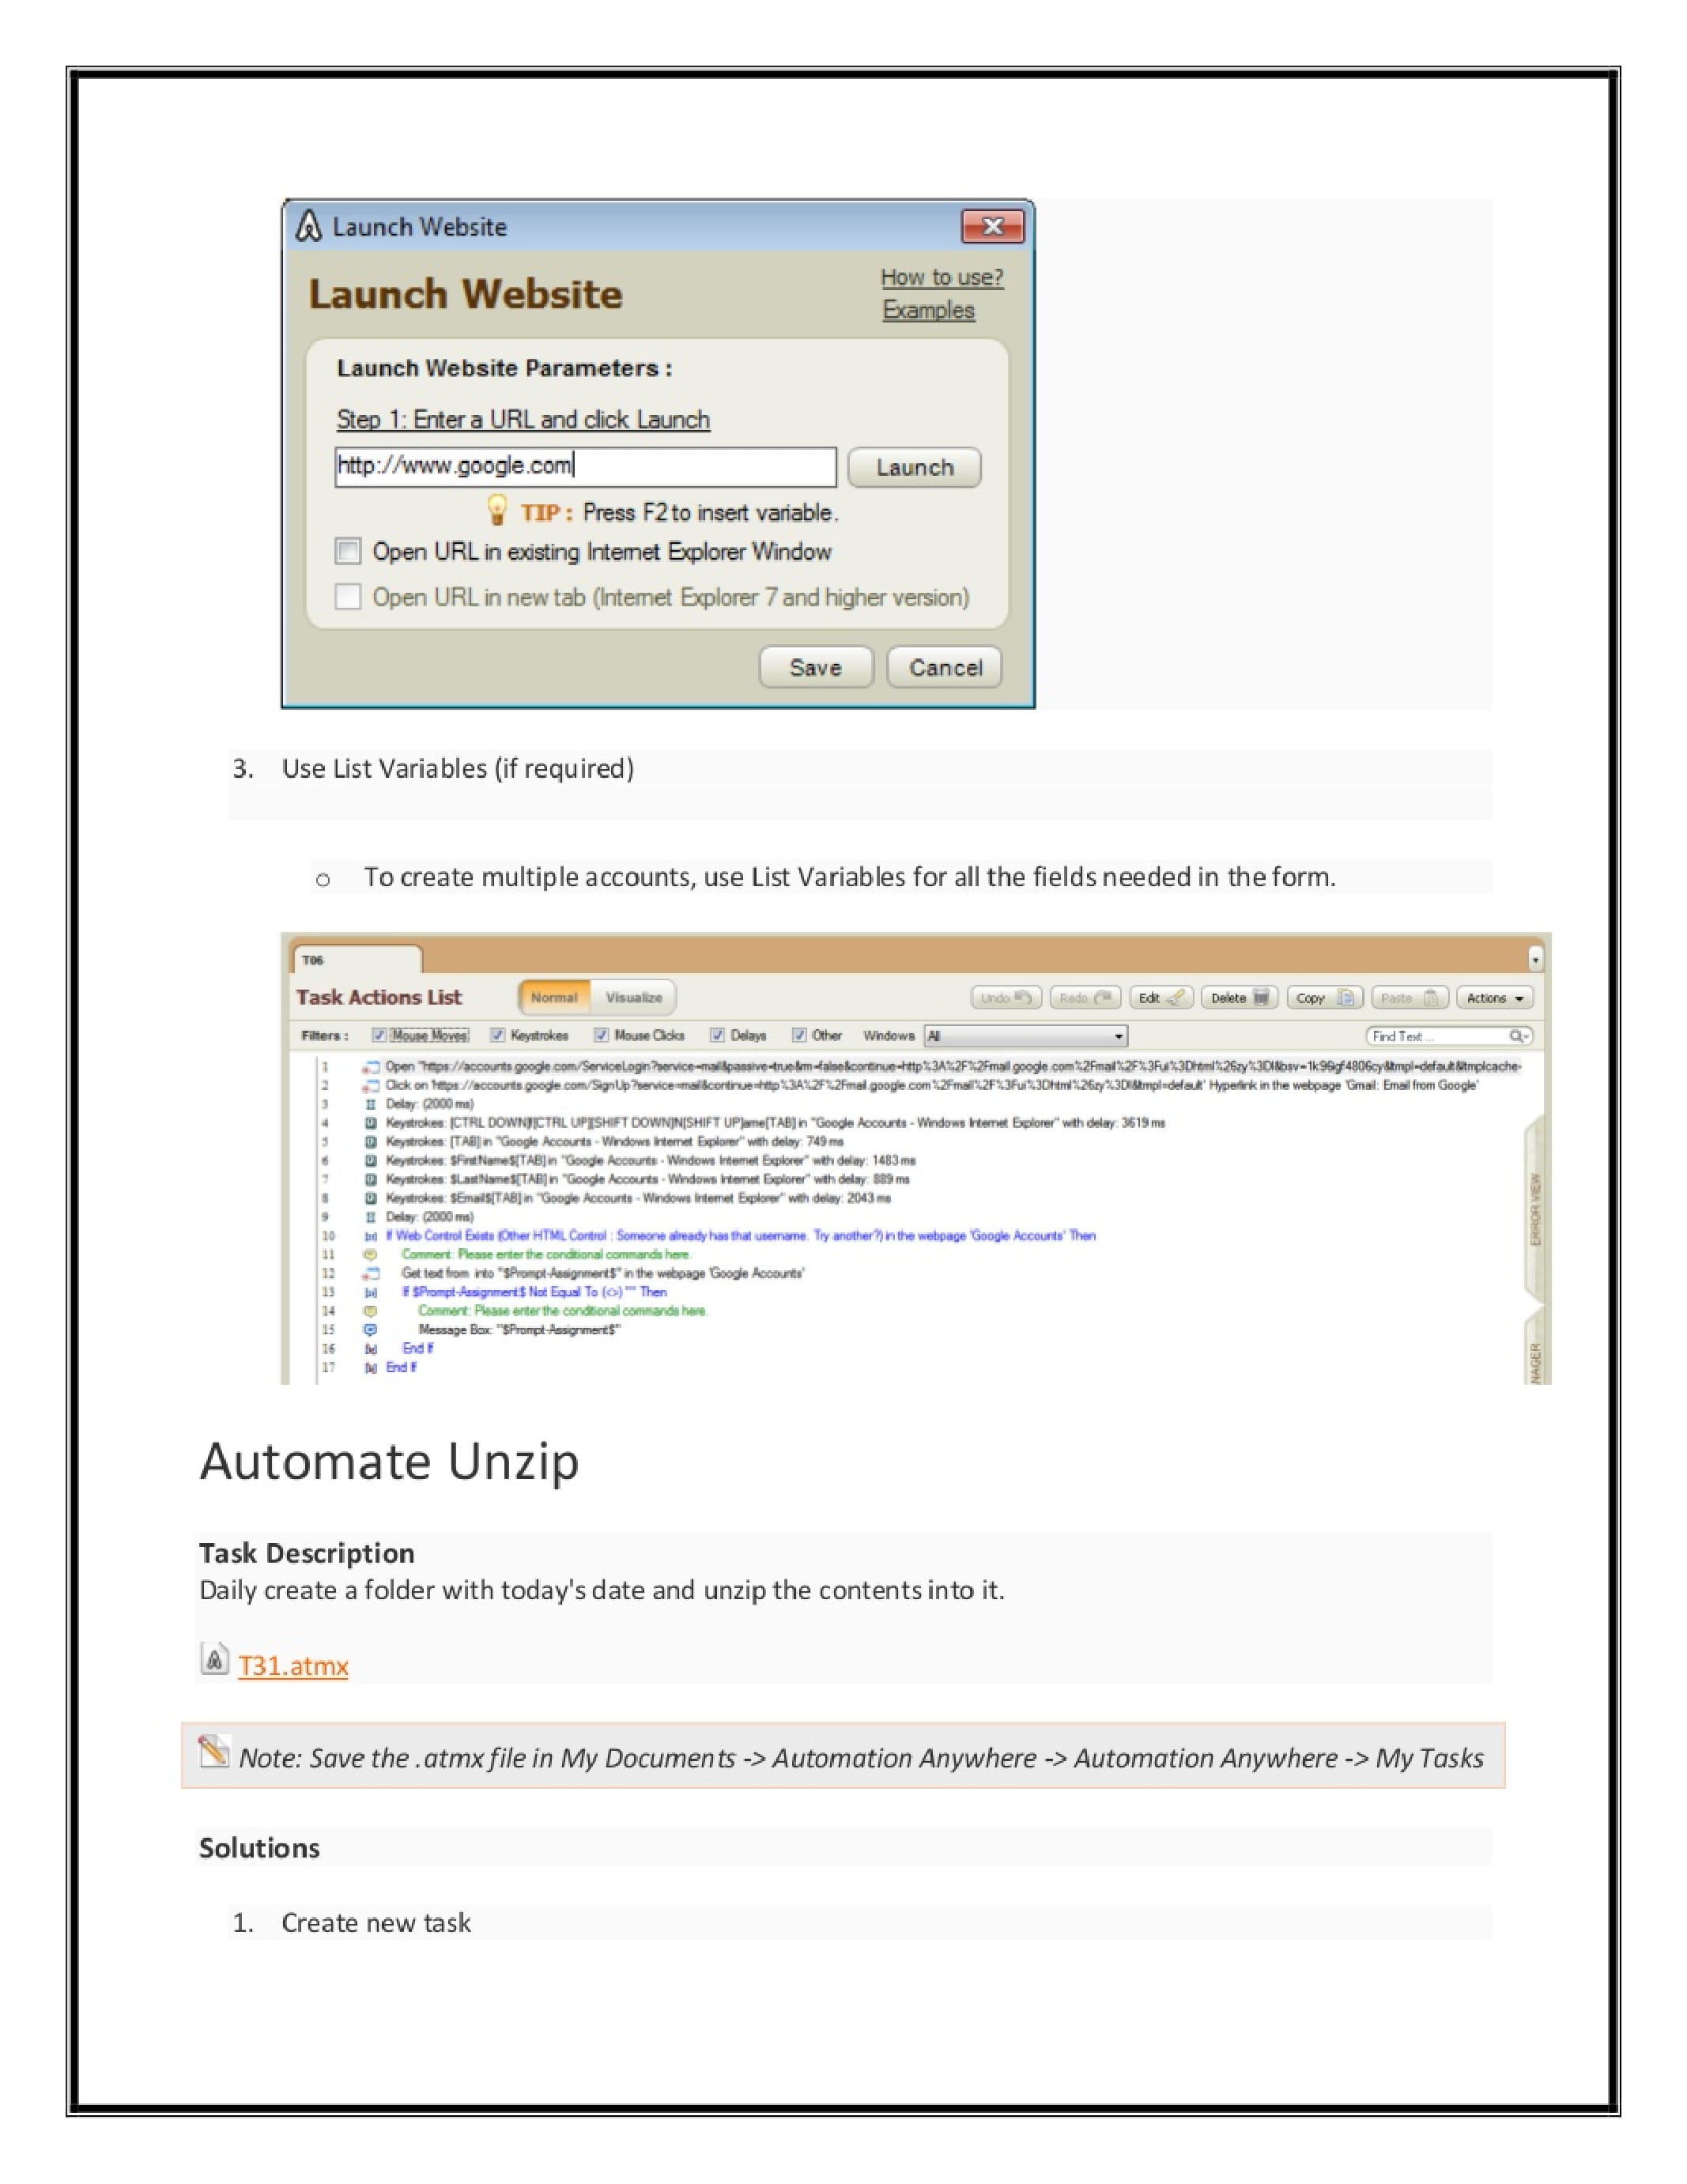 Launch Website
Launch Website
How to use?
Examples
Launch Website Parameters :
Step 1: Enter a URL and click Launch
http://www.google.com
Launch
TIP : Press F2 to insert variable.
Open URL in existing Internet Explorer Window
Open URL in new tab (Internet Explorer 7 and higher version)
Save Cancel
3. Use List Variables (if required)
o To create multiple accounts, use List Variables for all the fields needed in the form.
T06
Task Actions List Normal Visualize Undo Redo Edit Delete Copy Paste Actions
Filters : Mouse Moves Keystrokes Mouse Clicks Delays Other Windows All Find Text...
1 Open "https://accounts.google.com/ServiceLogin?service=mail&passive=true&rm=false&continue=http%3A%2F%2Fmail.google.com%2Fmail%2F%3Fui%3Dhtml%26zy%3Dl&bsv=1k96igf4806cy&ltmpl=default&ltmplcache-
2 Click on 'https://accounts.google.com/SignUp?service=mail&continue=http%3A%2F%2Fmail.google.com%2Fmail%2F%3Fui%3Dhtml%26zy%3Dl&ltmpl=default' Hyperlink in the webpage 'Gmail: Email from Google'
3 Delay: (2000 ms)
4 Keystrokes: [CTRL DOWN]f[CTRL UP][SHIFT DOWN]N[SHIFT UP]ame[TAB] in "Google Accounts - Windows Internet Explorer" with delay: 3619 ms
5 Keystrokes: [TAB] in "Google Accounts - Windows Internet Explorer" with delay: 749 ms
6 Keystrokes: $FirstName$[TAB] in "Google Accounts - Windows Internet Explorer" with delay: 1483 ms
7 Keystrokes: $LastName$[TAB] in "Google Accounts - Windows Internet Explorer" with delay: 889 ms
8 Keystrokes: $Email$[TAB] in "Google Accounts - Windows Internet Explorer" with delay: 2043 ms
9 Delay: (2000 ms)
10 If Web Control Exists (Other HTML Control : Someone already has that username. Try another?) in the webpage 'Google Accounts' Then
11 Comment: Please enter the conditional commands here.
12 Get text from into "$Prompt-Assignment$" in the webpage 'Google Accounts'
13 If $Prompt-Assignment$ Not Equal To (<>) "" Then
14 Comment: Please enter the conditional commands here.
15 Message Box: "$Prompt-Assignment$"
16 End If
17 End If
ERROR VIEW
NAGER
Automate Unzip
Task Description
Daily create a folder with today's date and unzip the contents into it.
T31.atmx
Note: Save the .atmx file in My Documents -> Automation Anywhere -> Automation Anywhere -> My Tasks
Solutions
1. Create new task